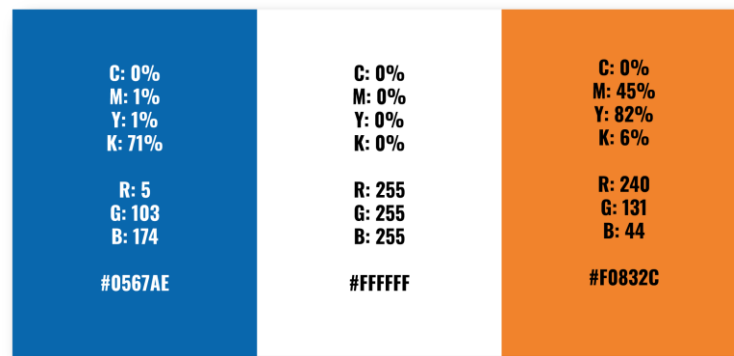 C: 0%
M: 1%
Y: 1%
K: 71%
R: 5
G: 103
B: 174
#0567AE
C: 0%
M: 0%
Y: 0%
K: 0%
R: 255
G: 255
B: 255
#FFFFFF
C: 0%
M: 45%
Y: 82%
K: 6%
R: 240
G: 131
B: 44
#F0832C